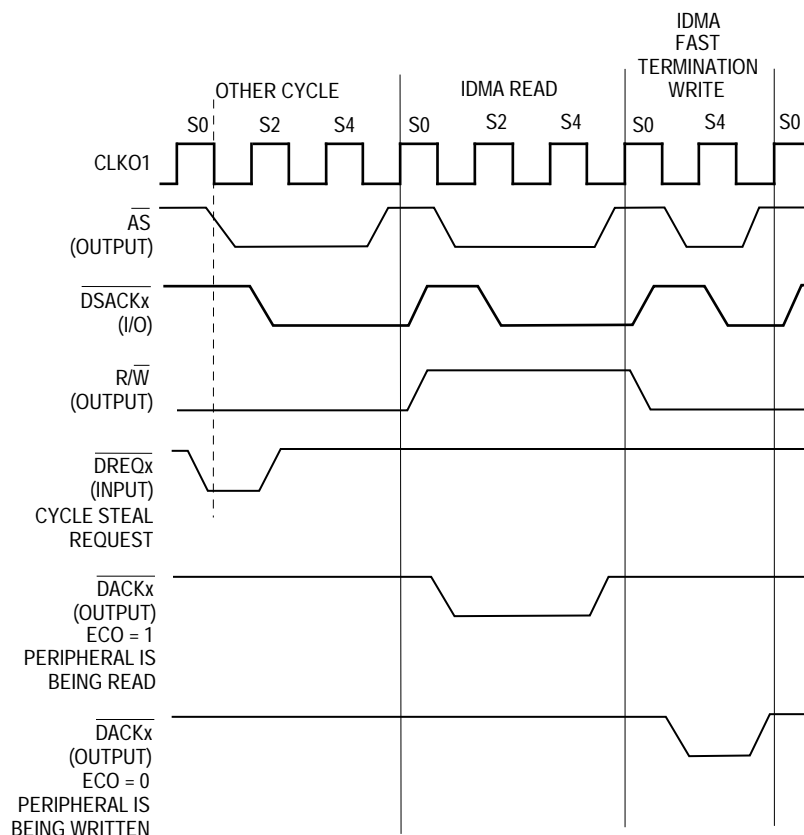 IDMA
FAST
TERMINATION
WRITE
OTHER CYCLE
IDMA READ
S0 S2 S4 S0 S2 S4 S0 S4 S0
CLKO1
AS
(OUTPUT)
DSACKx
(I/O)
R/W
(OUTPUT)
DREQx
(INPUT)
CYCLE STEAL
REQUEST
DACKx
(OUTPUT)
ECO = 1
PERIPHERAL IS
BEING READ
DACKx
(OUTPUT)
ECO = 0
PERIPHERAL IS
BEING WRITTEN